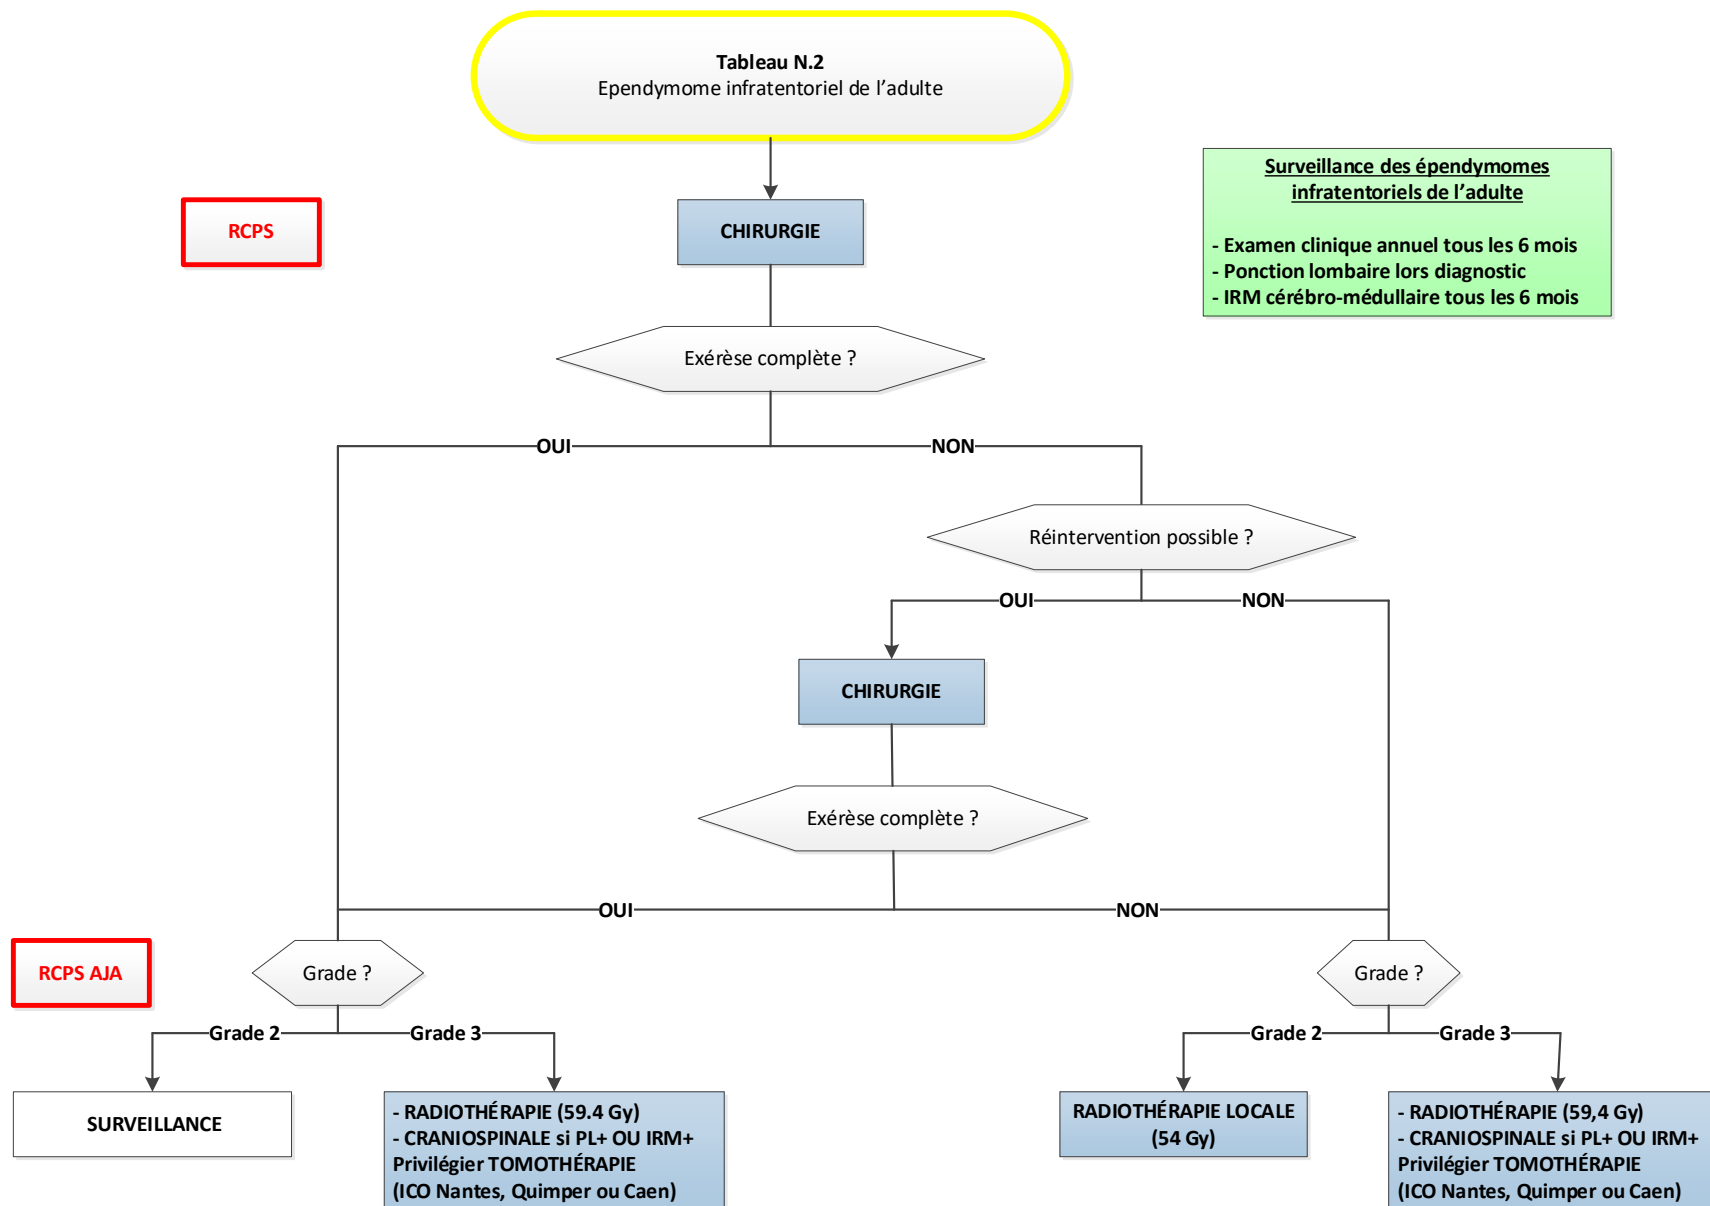 Tableau N.2
Ependymome infratentoriel de l'adulte
Surveillance des épendymomes
infratentoriels de l'adulte
- Examen clinique annuel tous les 6 mois
- Ponction lombaire lors diagnostic
- IRM cérébro-médullaire tous les 6 mois
RCPS
CHIRURGIE
Exérèse complète ?
OUI
NON
Réintervention possible ?
OUI
NON
CHIRURGIE
Exérèse complète ?
OUI
NON
RCPS AJA
Grade ?
Grade ?
Grade 2
Grade 3
Grade 2
Grade 3
SURVEILLANCE
- RADIOTHÉRAPIE (59.4 Gy)
- CRANIOSPINALE si PL+ OU IRM+
Privilégier TOMOTHÉRAPIE
(ICO Nantes, Quimper ou Caen)
RADIOTHÉRAPIE LOCALE
(54 Gy)
- RADIOTHÉRAPIE (59,4 Gy)
- CRANIOSPINALE si PL+ OU IRM+
Privilégier TOMOTHÉRAPIE
(ICO Nantes, Quimper ou Caen)